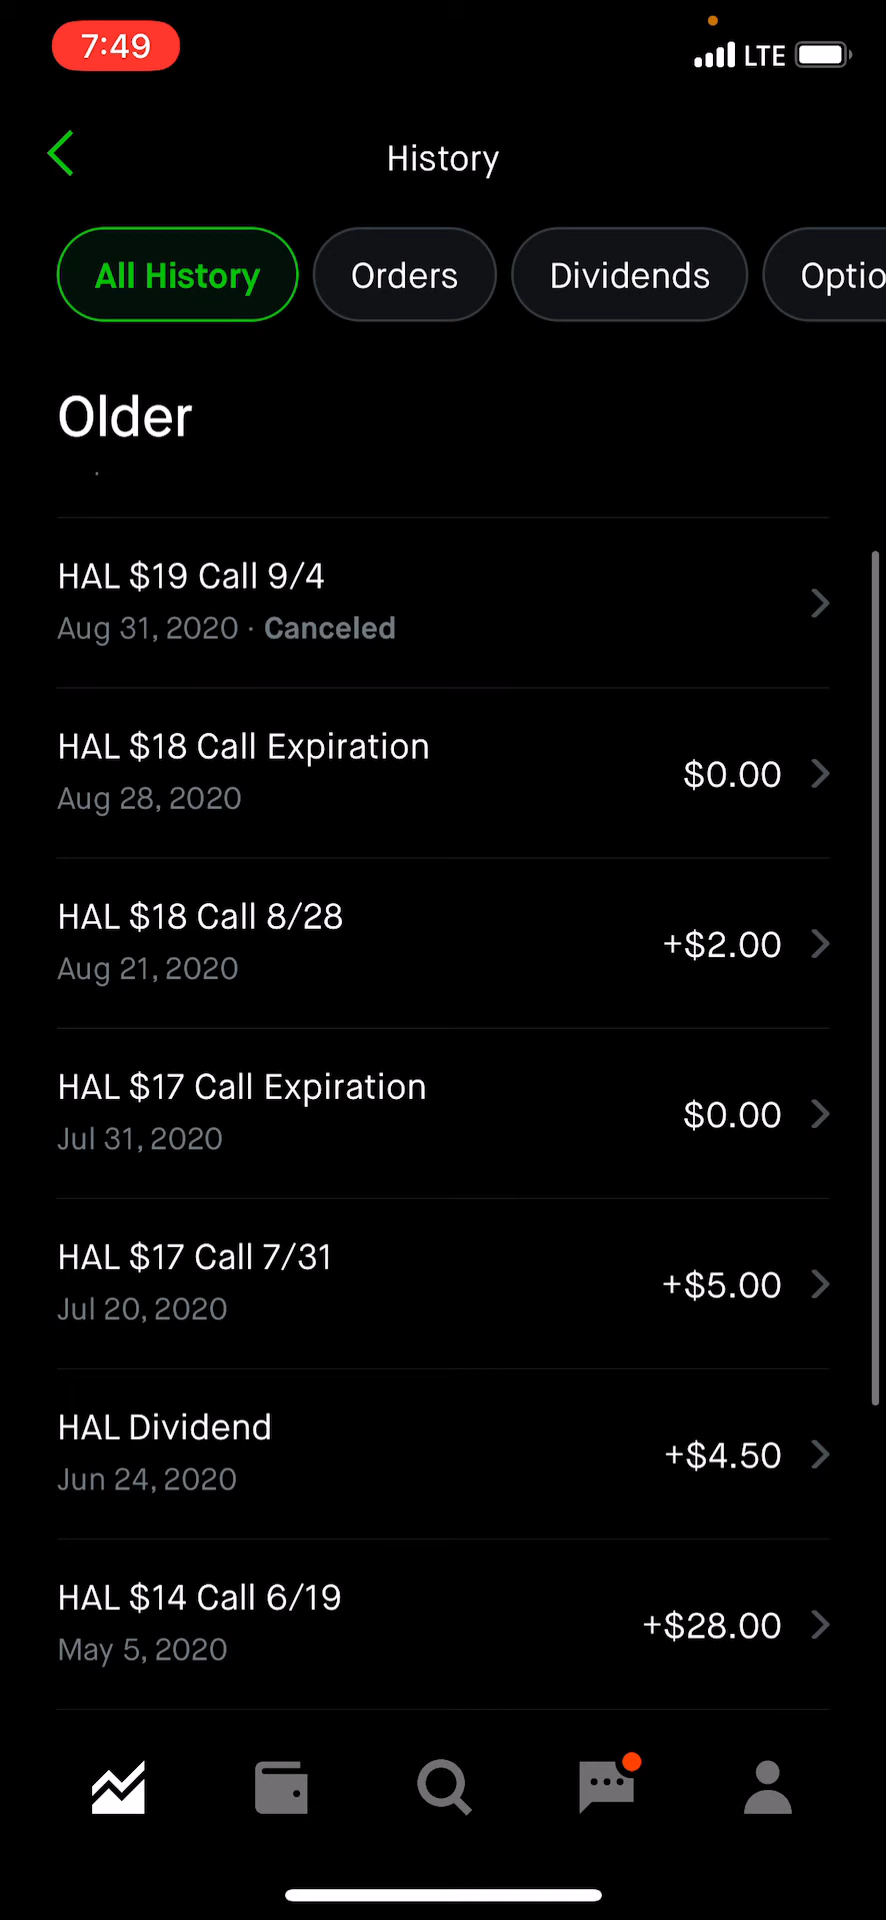 7:49
LTE
History
All History
Orders
Dividends
Optio
Older
HAL $19 Call 9/4
Aug 31, 2020 · Canceled
HAL $18 Call Expiration
Aug 28, 2020
$0.00
HAL $18 Call 8/28
Aug 21, 2020
+$2.00
HAL $17 Call Expiration
Jul 31, 2020
$0.00
HAL $17 Call 7/31
Jul 20, 2020
+$5.00
HAL Dividend
Jun 24, 2020
+$4.50
HAL $14 Call 6/19
May 5, 2020
+$28.00